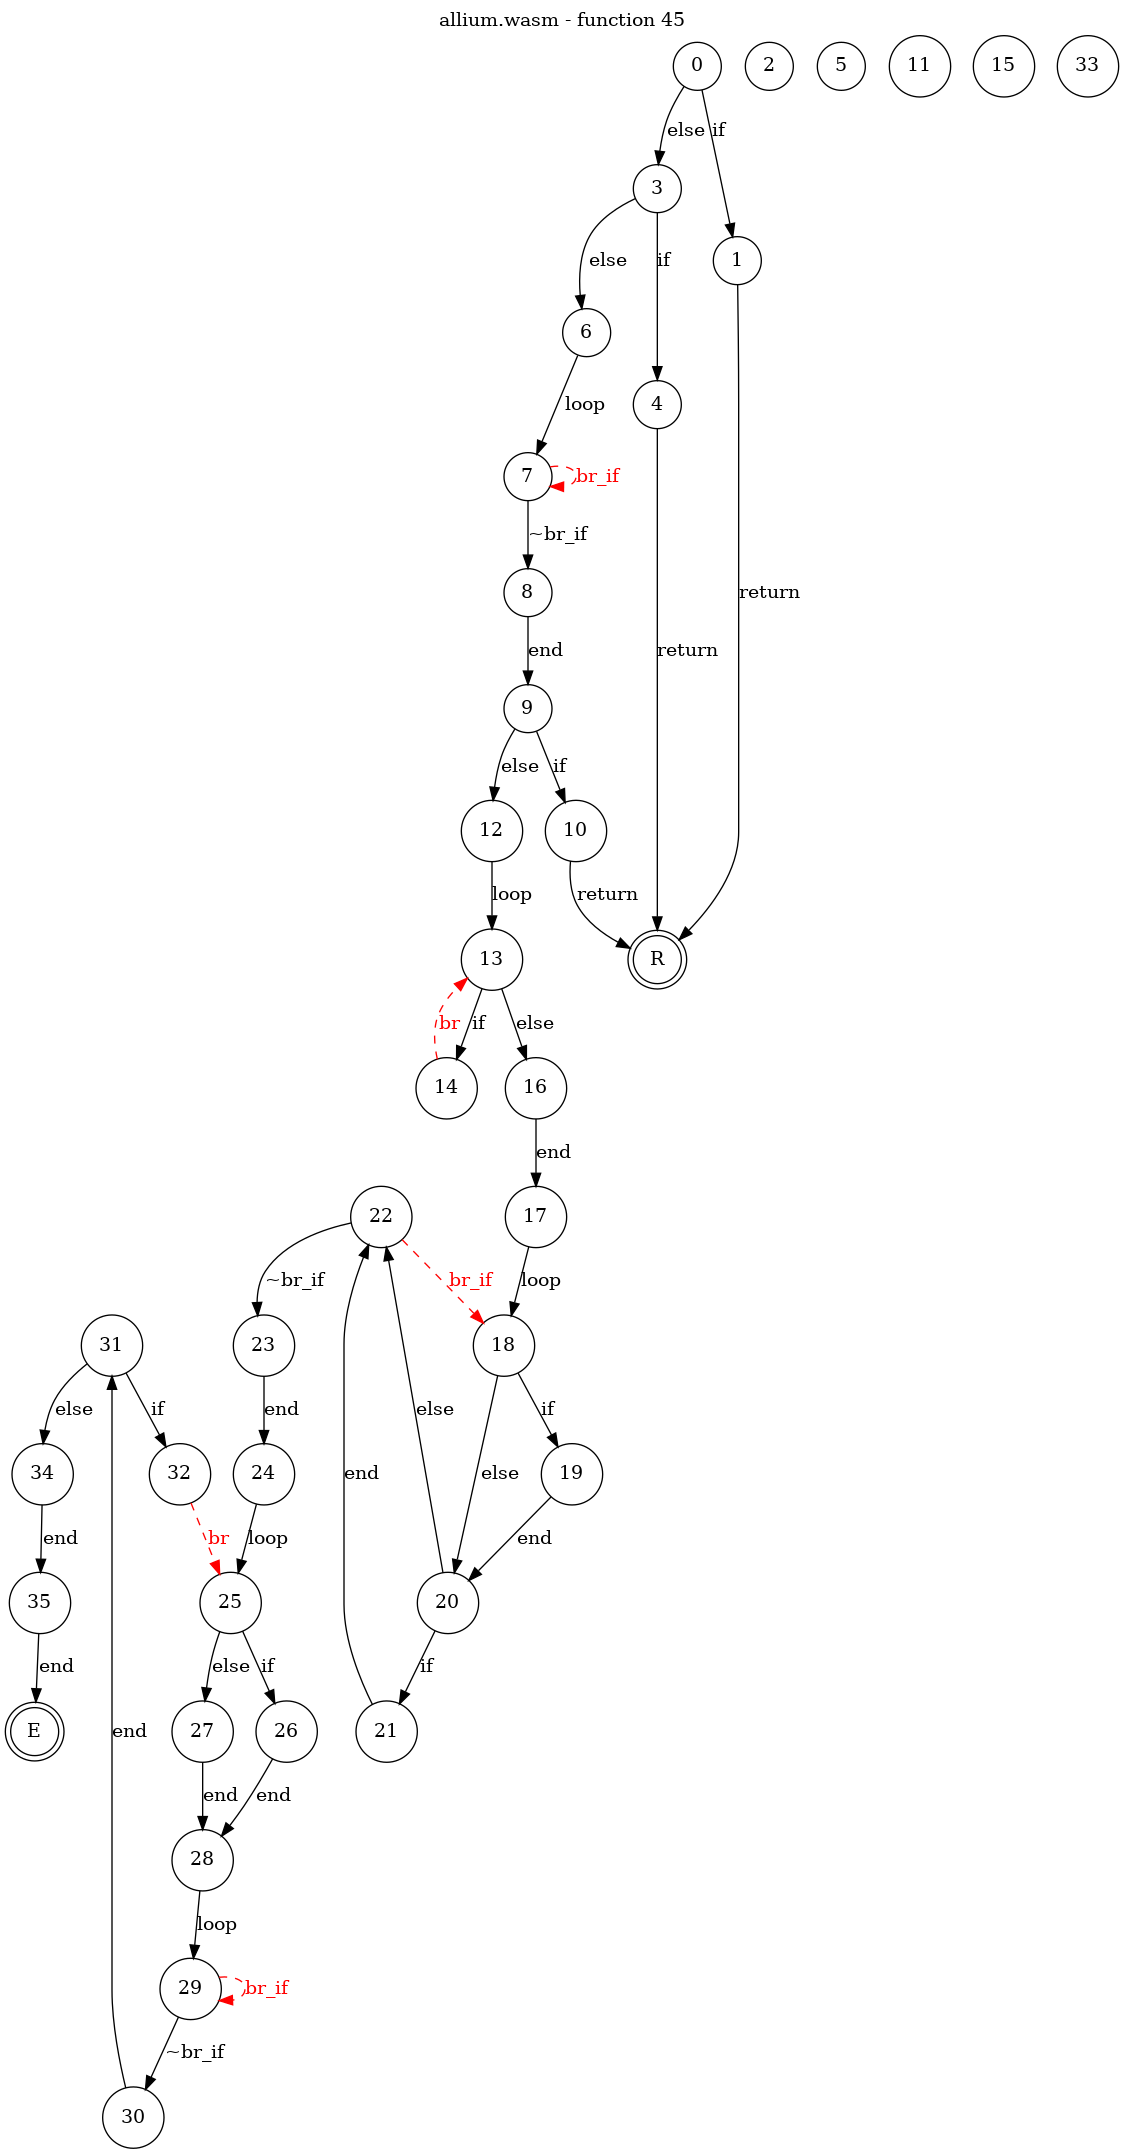 allium.wasm - function 45
0 2 5 11 15 33
else if
3
else if 1
6
loop 4
7 br_if
~br_if
8 return
end return
9
else if
12 10
loop return
13 R
br if else
14 16
end
22 17
~br_if br_if loop
31 23 18
else if end else else if
34 32 24 end 19
end br loop end
35 25 20
end else if if
E end 27 26 21
end end
28
loop
29 br_if
~br_if
30